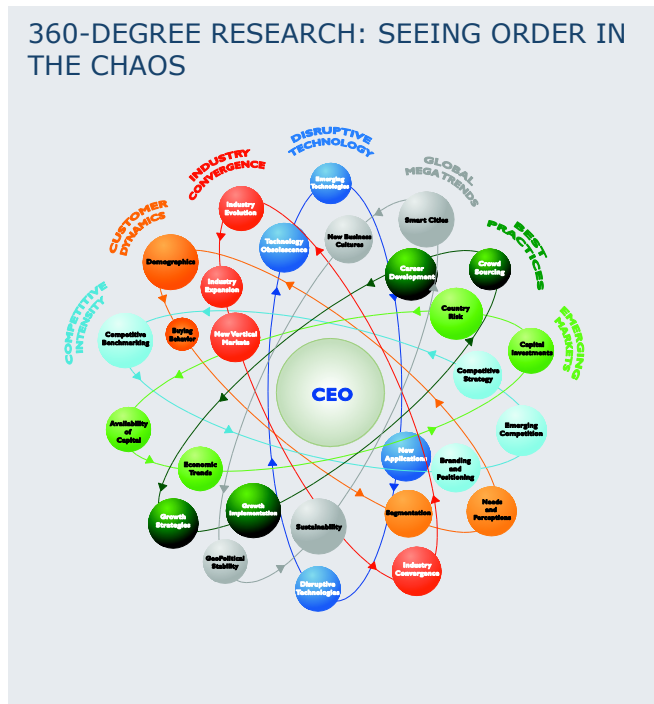 360-DEGREE RESEARCH: SEEING ORDER IN
THE CHAOS
DISRUPTIVE
TECHNOLOGY
INDUSTRY
CONVERGENCE
GLOBAL
MEGA TRENDS
CUSTOMER
DYNAMICS
BEST
PRACTICES
COMPETITIVE
INTENSITY
EMERGING
MARKETS
Emerging
Technologies
Industry
Evolution
Smart Cities
Technology
Obsolescence
New Business
Cultures
Demographics
Career
Development
Crowd
Sourcing
Industry
Expansion
Country
Risk
Buying
Behavior
New Vertical
Markets
Competitive
Benchmarking
Capital
Investments
Competitive
Strategy
CEO
Availability
of
Capital
Emerging
Competition
New
Applications
Economic
Trends
Branding
and
Positioning
Growth
Strategies
Growth
Implementation
Sustainability
Segmentation
Needs
and
Perceptions
GeoPolitical
Stability
Industry
Convergence
Disruptive
Technologies